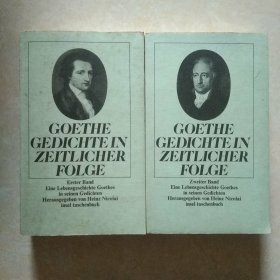 GOETHE
GEDICHTE IN
ZEITLICHER
FOLGE
Erster Band
Eine Lebensgeschichte Goethes
in seinen Gedichten
Herausgegeben von Heinz Nicolai
insel taschenbuch
GOETHE
GEDICHTE IN
ZEITLICHER
FOLGE
Zweiter Band
Eine Lebensgeschichte Goethes
in seinen Gedichten
Herausgegeben von Heinz Nicolai
insel taschenbuch